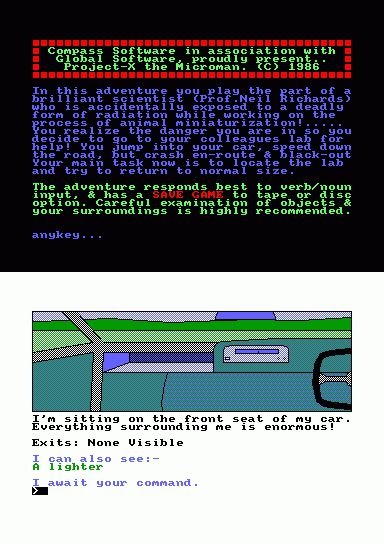 Compass Software in association with
Global Software, proudly present..
Project-X the Microman. (C) 1986
In this adventure you play the part of a
brilliant scientist (Prof.Neil Richards)
who is accidentally exposed to a deadly
form of radiation while working on the
process of animal miniaturization!.....
You realize the danger you are in so you
decide to go to your colleagues lab for
help! You jump into your car, speed down
the road, but crash en-route & black-out
Your main task now is to locate the lab
and try to return to normal size.
The adventure responds best to verb/noun
input, & has a SAVE GAME to tape or disc
option. Careful examination of objects &
your surroundings is highly recommended.
anykey...
I'm sitting on the front seat of my car.
Everything surrounding me is enormous!
Exits: None Visible
I can also see:-
A lighter
I await your command.
>